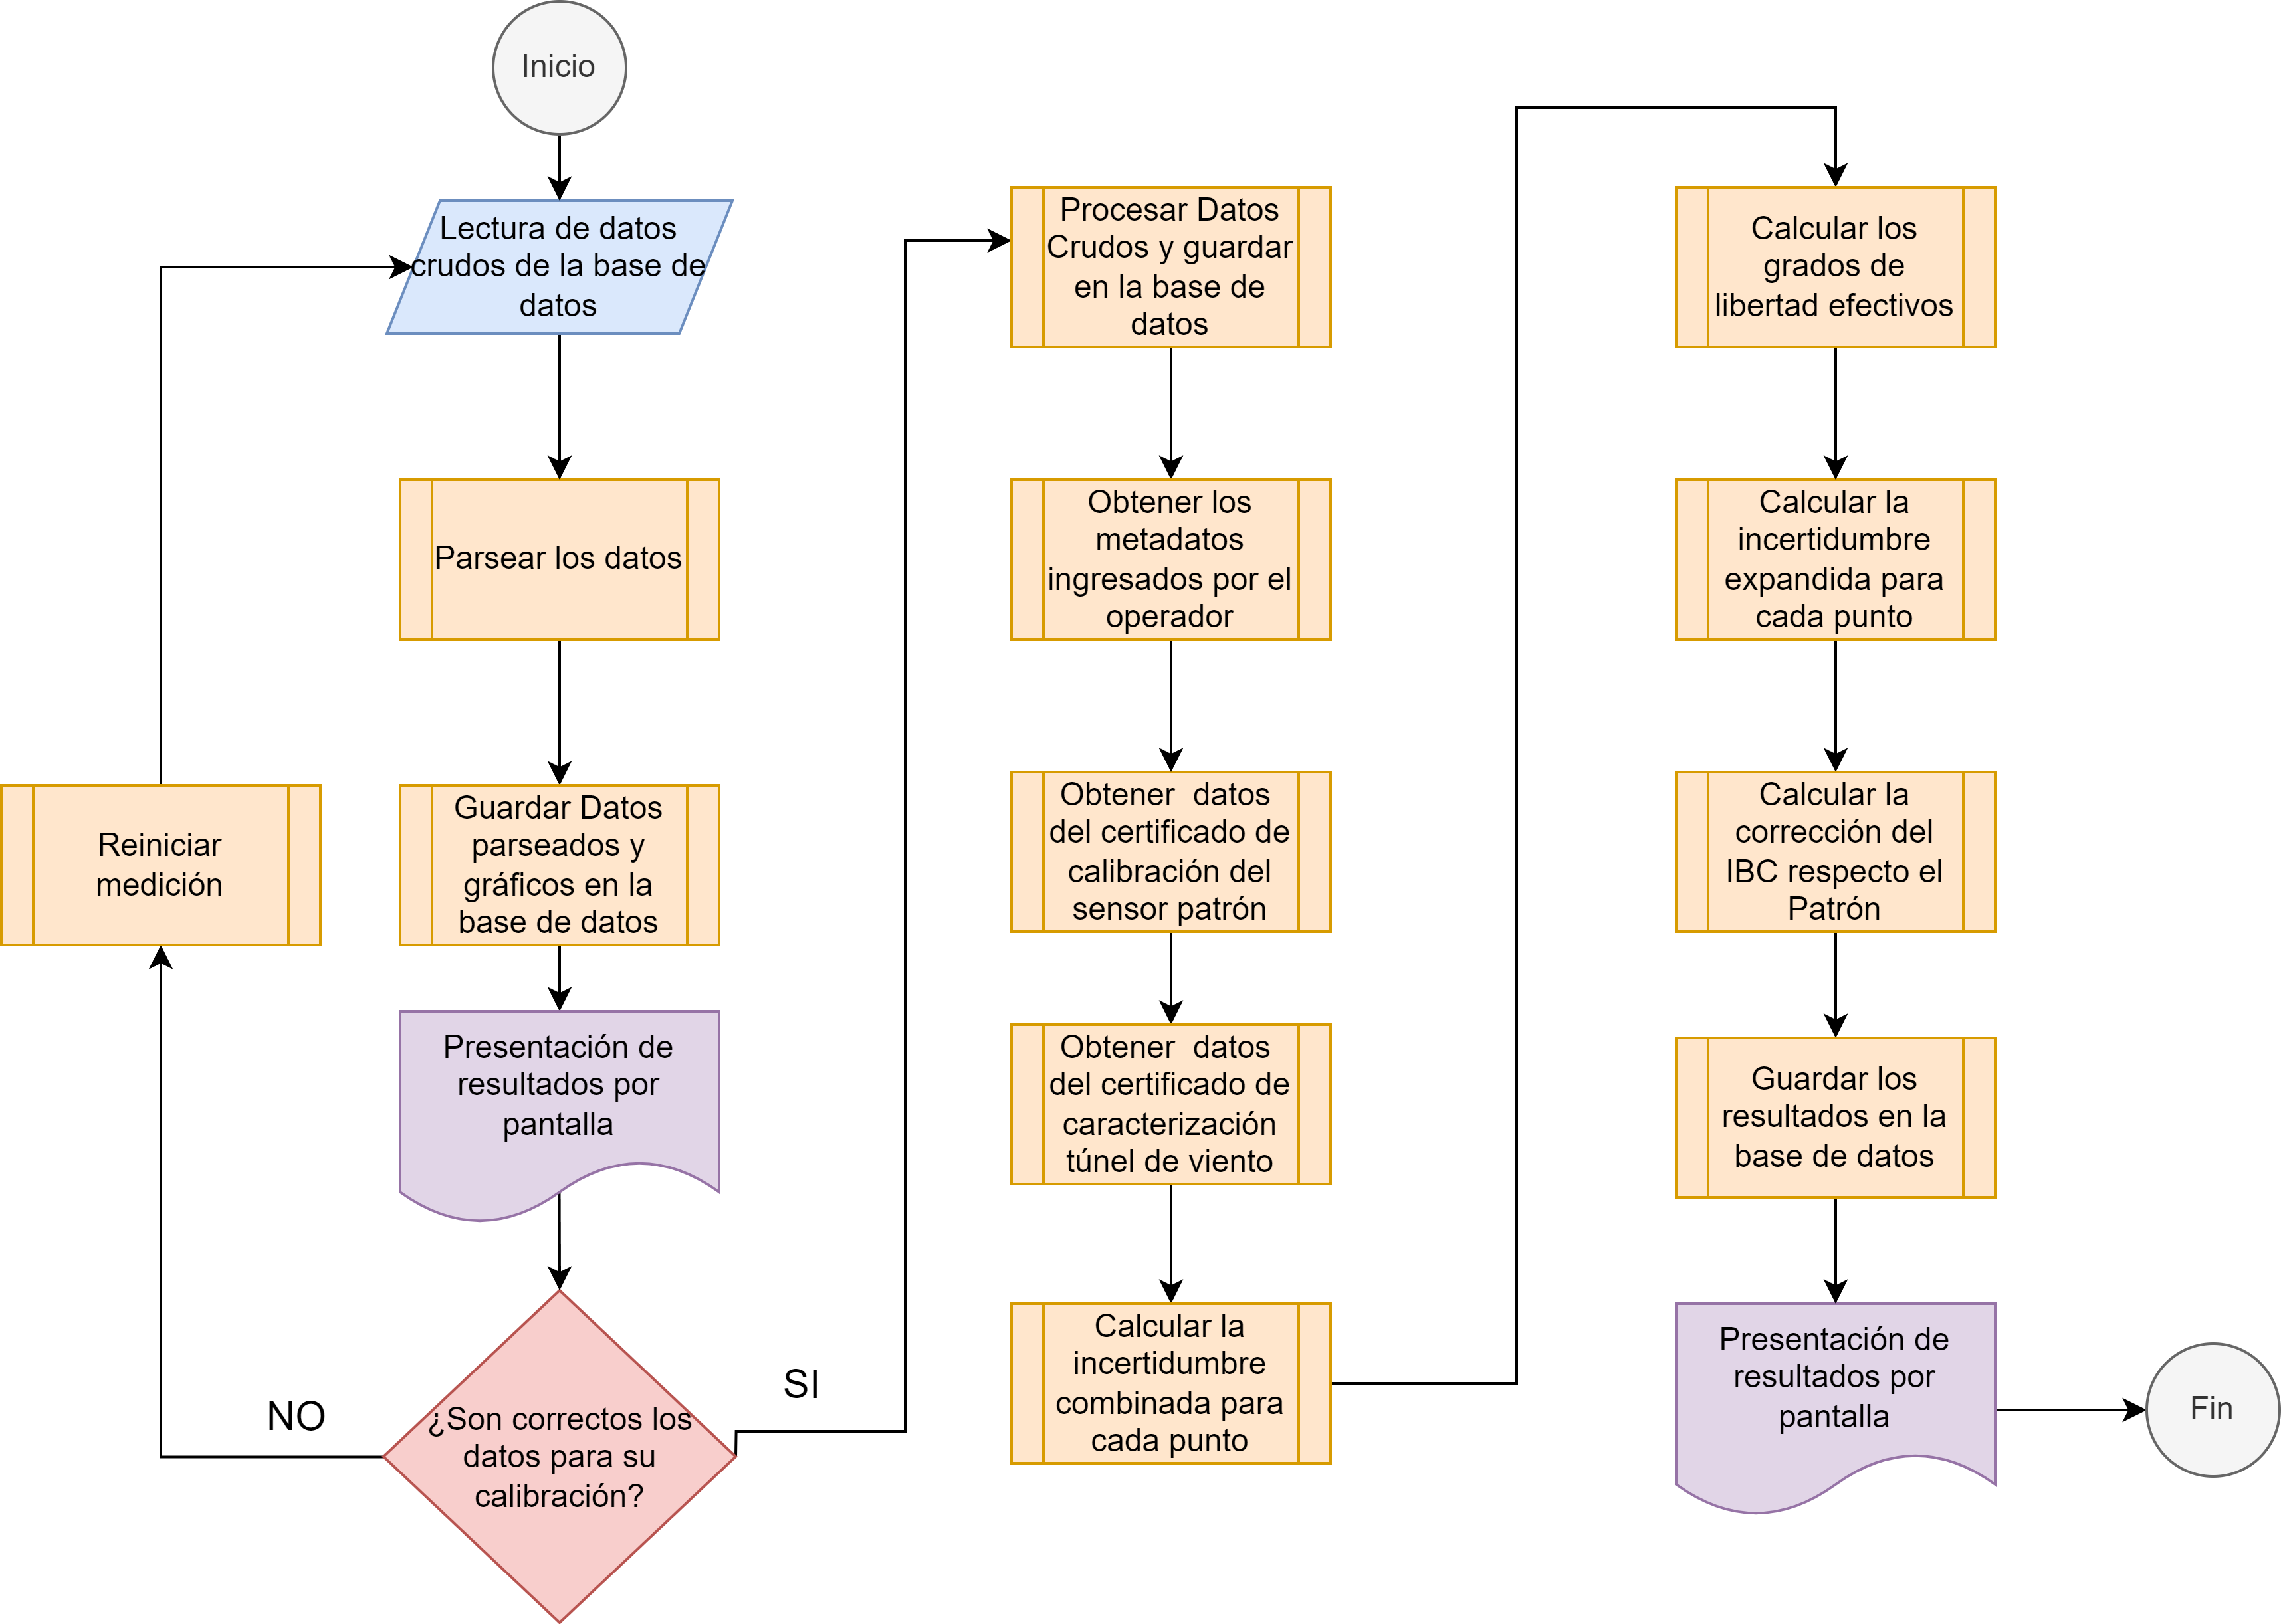 Inicio
Lectura de datos
crudos de la base de
datos
Parsear los datos
Guardar Datos
parseados y
gráficos en la
base de datos
Reiniciar
medición
Presentación de
resultados por
pantalla
¿Son correctos los
datos para su
calibración?
NO
SI
Procesar Datos
Crudos y guardar
en la base de
datos
Obtener los
metadatos
ingresados por el
operador
Obtener  datos
del certificado de
calibración del
sensor patrón
Obtener  datos
del certificado de
caracterización
túnel de viento
Calcular la
incertidumbre
combinada para
cada punto
Calcular los
grados de
libertad efectivos
Calcular la
incertidumbre
expandida para
cada punto
Calcular la
corrección del
IBC respecto el
Patrón
Guardar los
resultados en la
base de datos
Presentación de
resultados por
pantalla
Fin